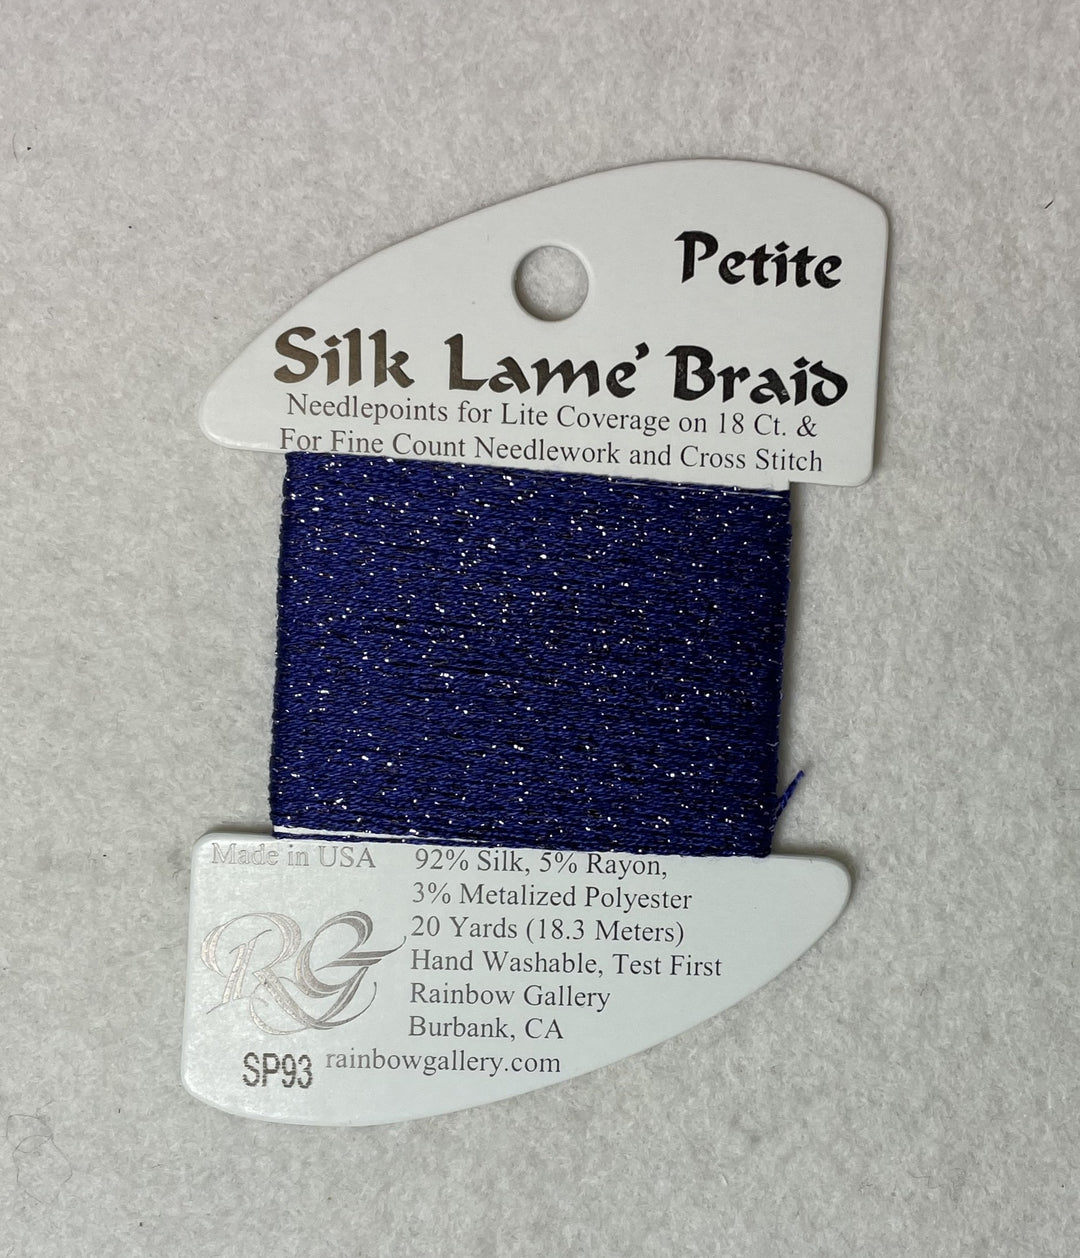 Petite
Silk Lame' Braid
Needlepoints for Lite Coverage on 18 Ct. &
For Fine Count Needlework and Cross Stitch
Made in USA
92% Silk, 5% Rayon,
3% Metalized Polyester
20 Yards (18.3 Meters)
Hand Washable, Test First
Rainbow Gallery
Burbank, CA
rainbowgallery.com
RG
SP93